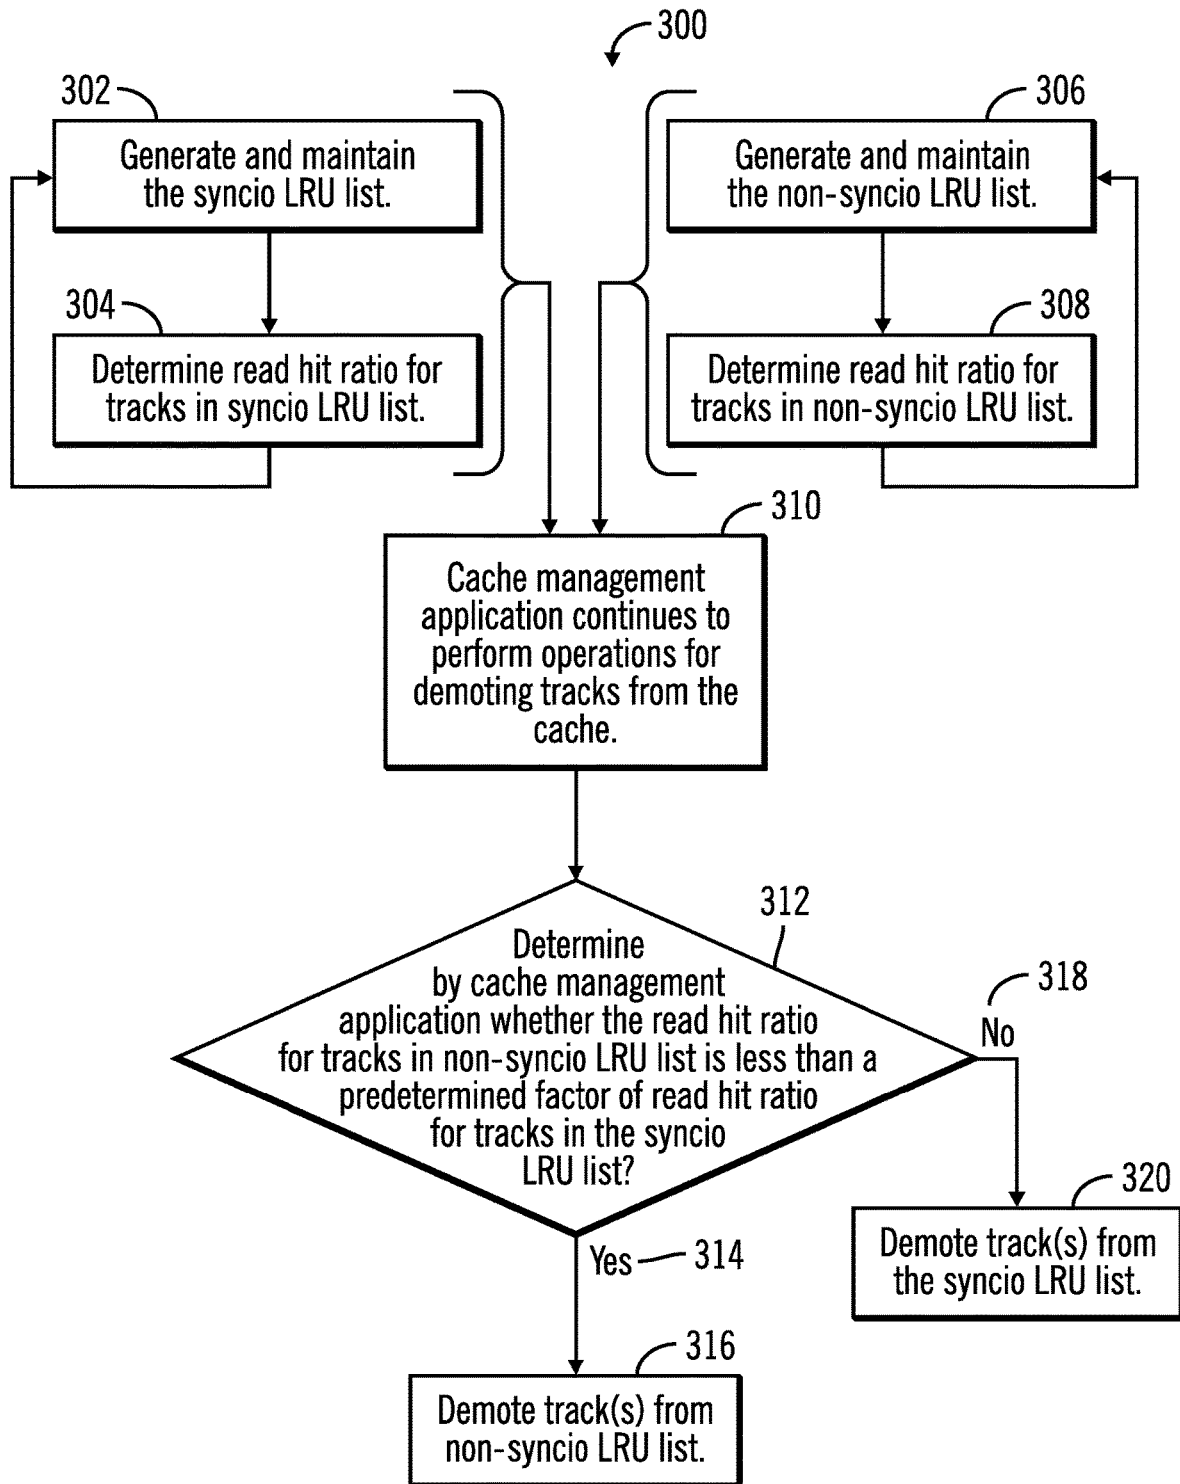 300
302
Generate and maintain
the syncio LRU list.
304
Determine read hit ratio for
tracks in syncio LRU list.
306
Generate and maintain
the non-syncio LRU list.
308
Determine read hit ratio for
tracks in non-syncio LRU list.
310
Cache management
application continues to
perform operations for
demoting tracks from the
cache.
312
Determine
by cache management
application whether the read hit ratio
for tracks in non-syncio LRU list is less than a
predetermined factor of read hit ratio
for tracks in the syncio
LRU list?
318
No
320
Demote track(s) from
the syncio LRU list.
Yes 314
316
Demote track(s) from
non-syncio LRU list.